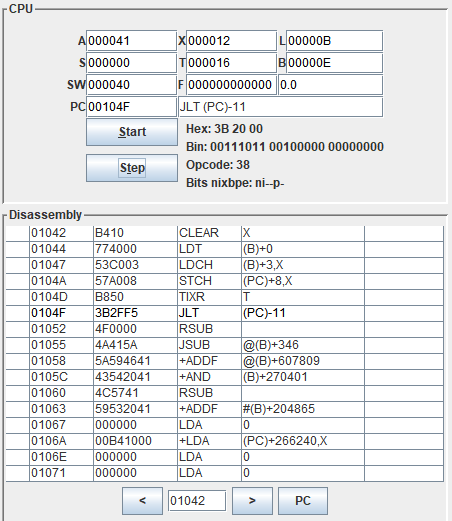 CPU
A 000041 X 000012 L 00000B
S 000000 T 000016 B 00000E
SW 000040 F 000000000000 0.0
PC 00104F JLT (PC)-11
Start
Hex: 3B 20 00
Bin: 00111011 00100000 00000000
Step
Opcode: 38
Bits nixbpe: ni--p-
Disassembly
01042 B410 CLEAR X
01044 774000 LDT (B)+0
01047 53C003 LDCH (B)+3,X
0104A 57A008 STCH (PC)+8,X
0104D B850 TIXR T
0104F 3B2FF5 JLT (PC)-11
01052 4F0000 RSUB
01055 4A415A JSUB @(B)+346
01058 5A594641 +ADDF @(B)+607809
0105C 43542041 +AND (B)+270401
01060 4C5741 RSUB
01063 59532041 +ADDF #(B)+204865
01067 000000 LDA 0
0106A 00B41000 +LDA (PC)+266240,X
0106E 000000 LDA 0
01071 000000 LDA 0
< 01042 > PC